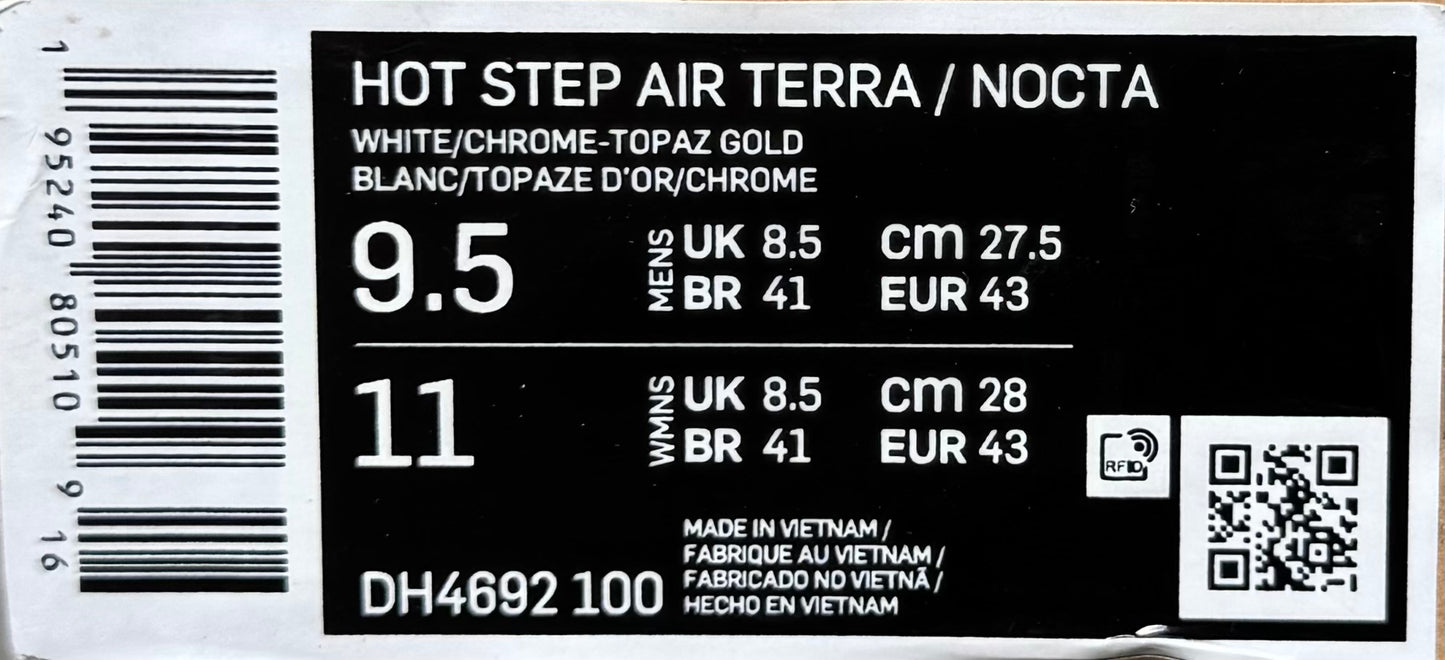 1 95240 80510 9 16
HOT STEP AIR TERRA / NOCTA
WHITE/CHROME-TOPAZ GOLD
BLANC/TOPAZE D'OR/CHROME
9.5 MENS UK 8.5 CM 27.5
BR 41 EUR 43
11 WMNS UK 8.5 CM 28
BR 41 EUR 43
RFID
DH4692 100
MADE IN VIETNAM /
FABRIQUE AU VIETNAM /
FABRICADO NO VIETNÃ /
HECHO EN VIETNAM